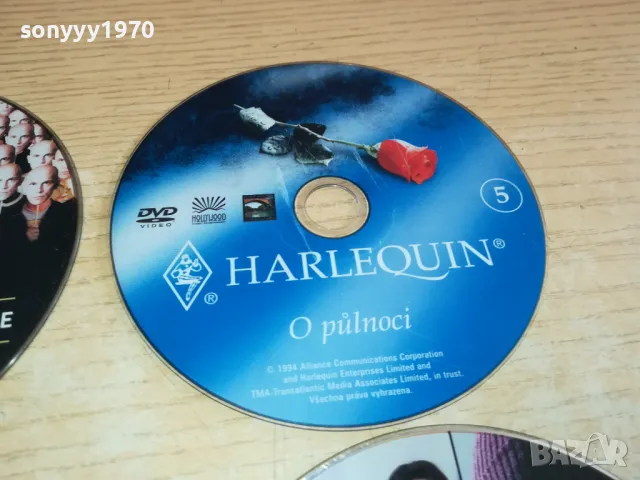 sonyyy1970
5
DVD
VIDEO
HOLLYWOOD
HARLEQUIN®
®
O půlnoci
© 1994 Alliance Communications Corporation
and Harlequin Enterprises Limited and
TMA-Transatlantic Media Associates Limited, in trust.
Všechna práva vyhrazena.
E
BAZAR